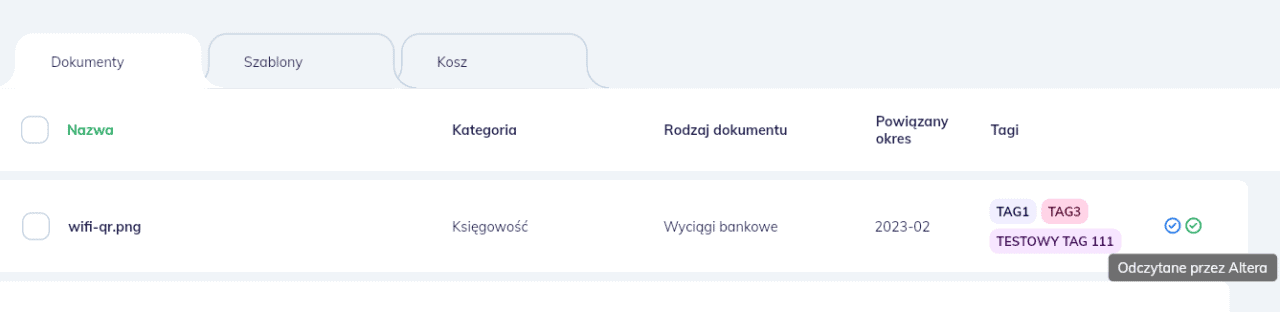 Dokumenty
Szablony
Kosz
Nazwa
Kategoria
Rodzaj dokumentu
Powiązany
okres
Tagi
wifi-qr.png
Księgowość
Wyciągi bankowe
2023-02
TAG1
TAG3
TESTOWY TAG 111
Odczytane przez Altera